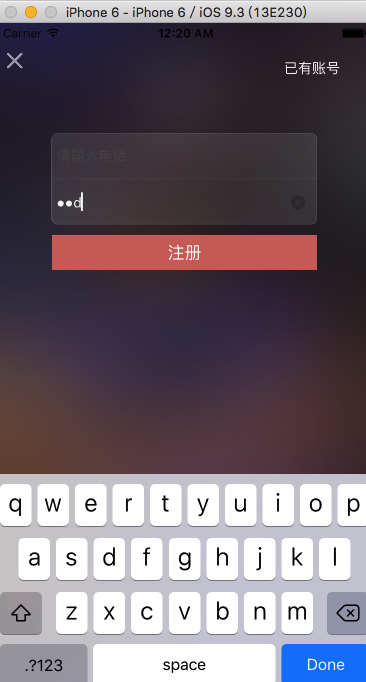 iPhone 6 - iPhone 6 / iOS 9.3 (13E230)
Carrier 12:20 AM
已有账号
请输入电话
●●d
注册
q w e r t y u i o p
a s d f g h j k l
z x c v b n m
.?123 space Done